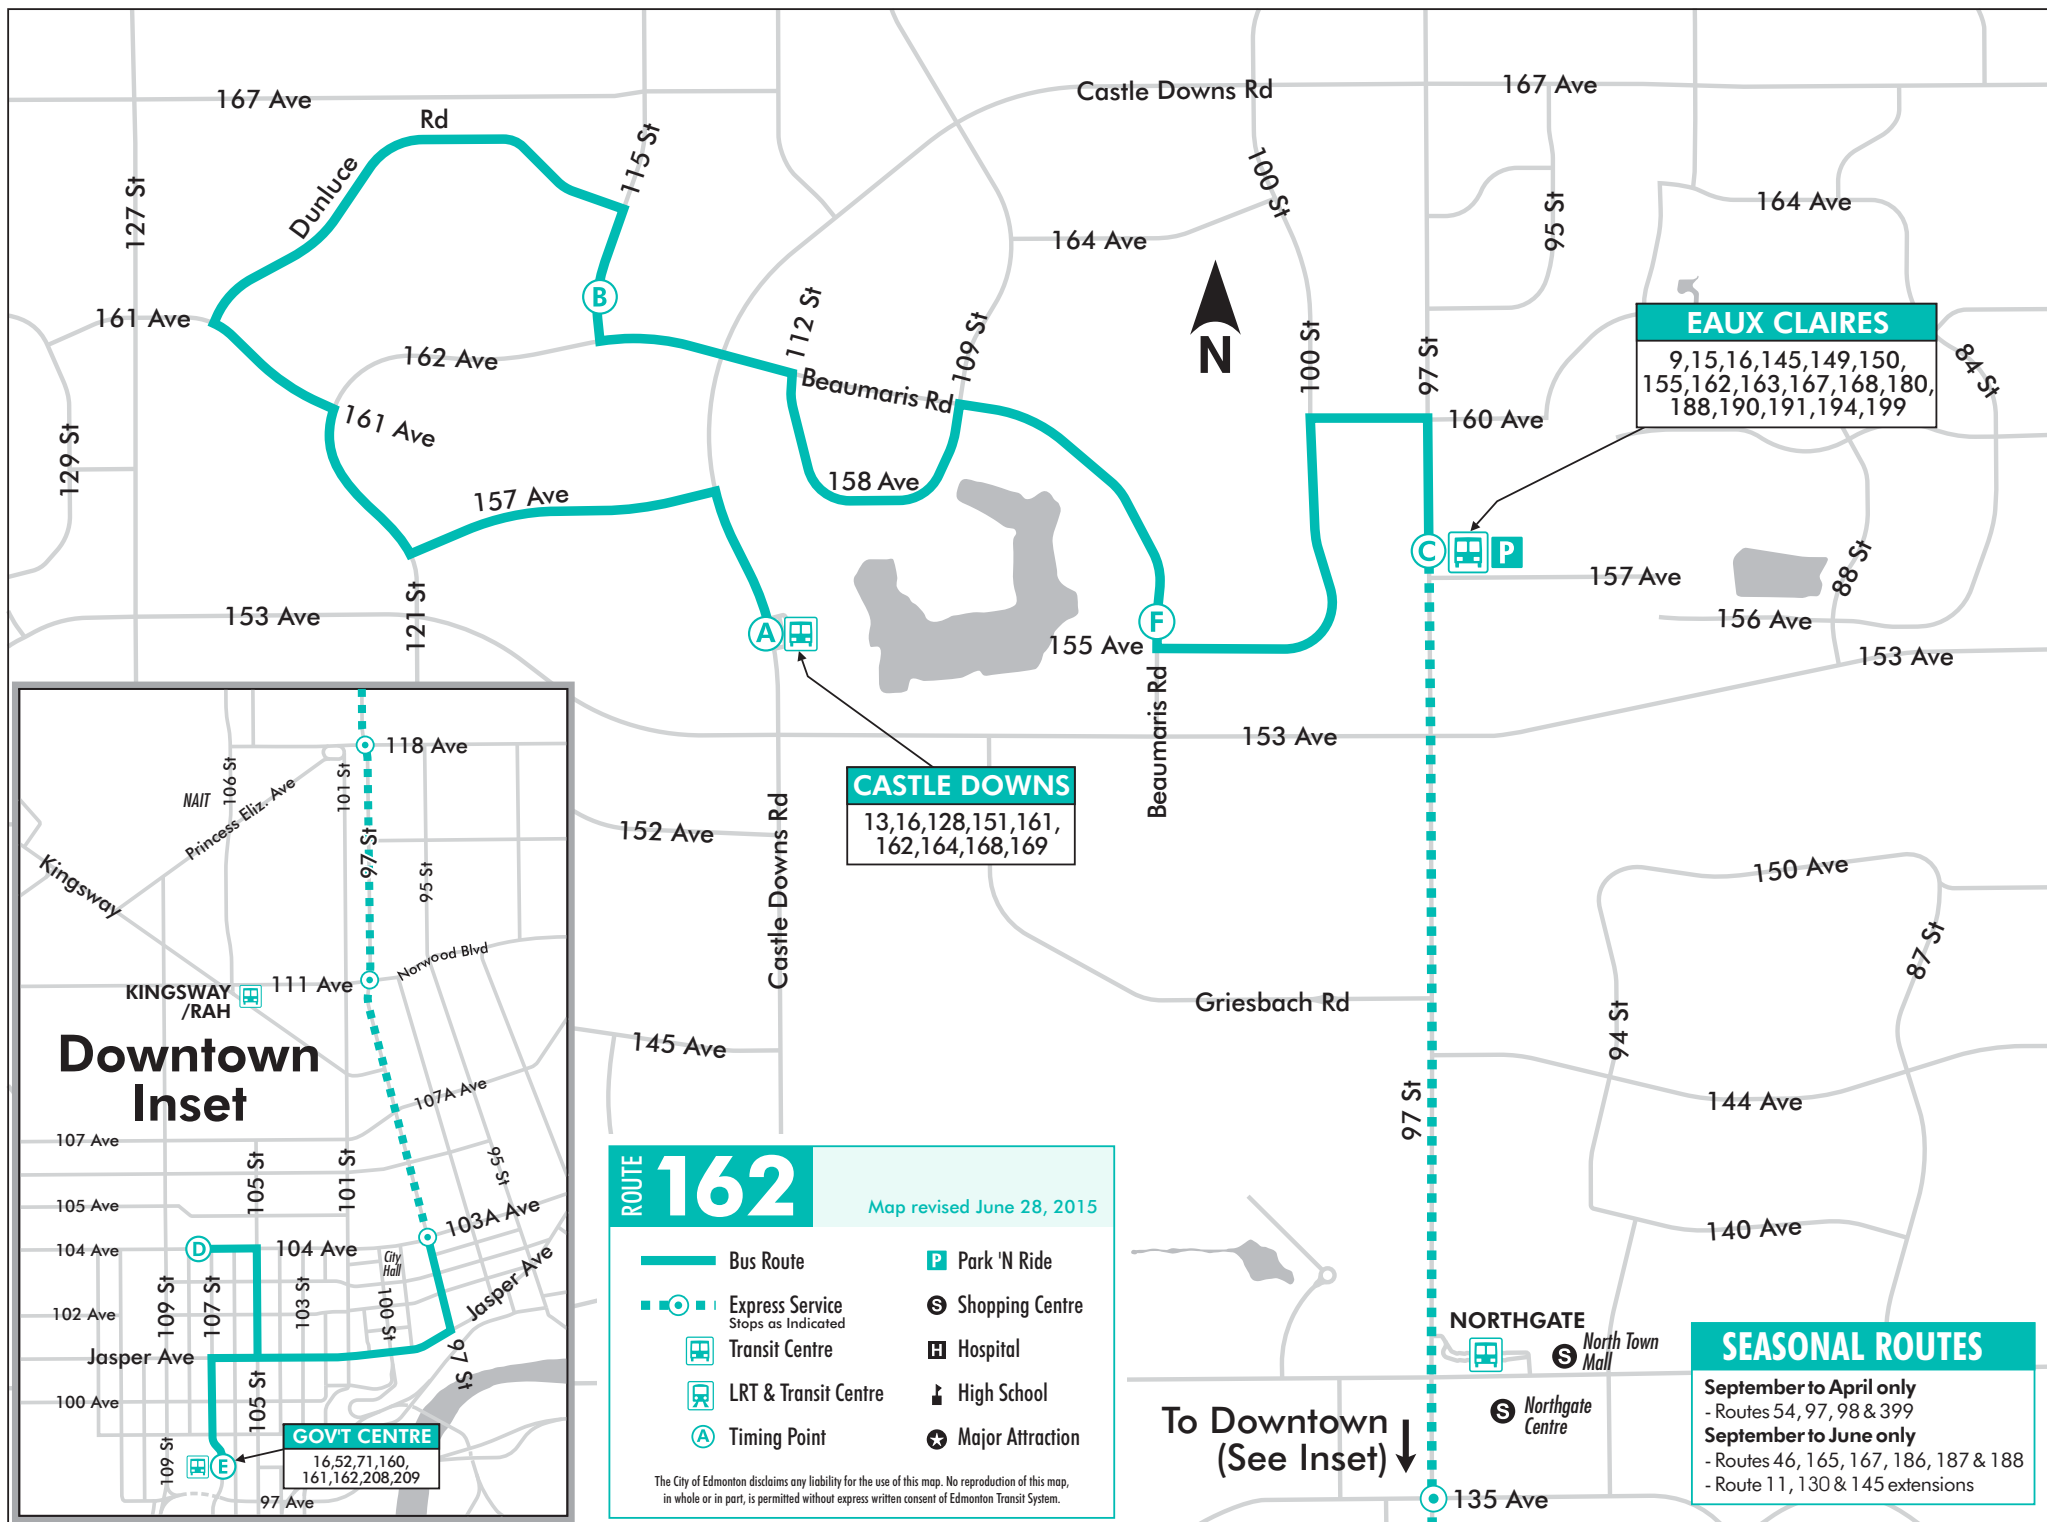 167 Ave
Castle Downs Rd
167 Ave
Rd
Dunluce
115 St
127 St
100 St
95 St
164 Ave
164 Ave
161 Ave
B
112 St
109 St
N
100 St
97 St
EAUX CLAIRES
9,15,16,145,149,150,
155,162,163,167,168,180,
188,190,191,194,199
84 St
162 Ave
Beaumaris Rd
161 Ave
160 Ave
129 St
158 Ave
157 Ave
C
P
157 Ave
88 St
153 Ave
121 St
A
F
155 Ave
156 Ave
153 Ave
Beaumaris Rd
153 Ave
CASTLE DOWNS
13,16,128,151,161,
162,164,168,169
152 Ave
Castle Downs Rd
150 Ave
87 St
Griesbach Rd
94 St
145 Ave
97 St
144 Ave
140 Ave
118 Ave
106 St
101 St
NAIT
Princess Eliz. Ave
97 St
95 St
Kingsway
Norwood Blvd
111 Ave
KINGSWAY
/RAH
Downtown
Inset
107A Ave
107 Ave
105 St
101 St
95 St
105 Ave
103A Ave
104 Ave
D
104 Ave
City
Hall
Jasper Ave
109 St
107 St
103 St
100 St
102 Ave
Jasper Ave
97 St
100 Ave
105 St
109 St
E
GOV'T CENTRE
16,52,71,160,
161,162,208,209
97 Ave
ROUTE
162
Map revised June 28, 2015
Bus Route
Express Service
Stops as Indicated
Transit Centre
LRT & Transit Centre
A
Timing Point
P
Park 'N Ride
S
Shopping Centre
H
Hospital
High School
Major Attraction
The City of Edmonton disclaims any liability for the use of this map. No reproduction of this map,
in whole or in part, is permitted without express written consent of Edmonton Transit System.
NORTHGATE
S
North Town
Mall
S
Northgate
Centre
To Downtown
(See Inset)
135 Ave
SEASONAL ROUTES
September to April only
- Routes 54, 97, 98 & 399
September to June only
- Routes 46, 165, 167, 186, 187 & 188
- Route 11, 130 & 145 extensions